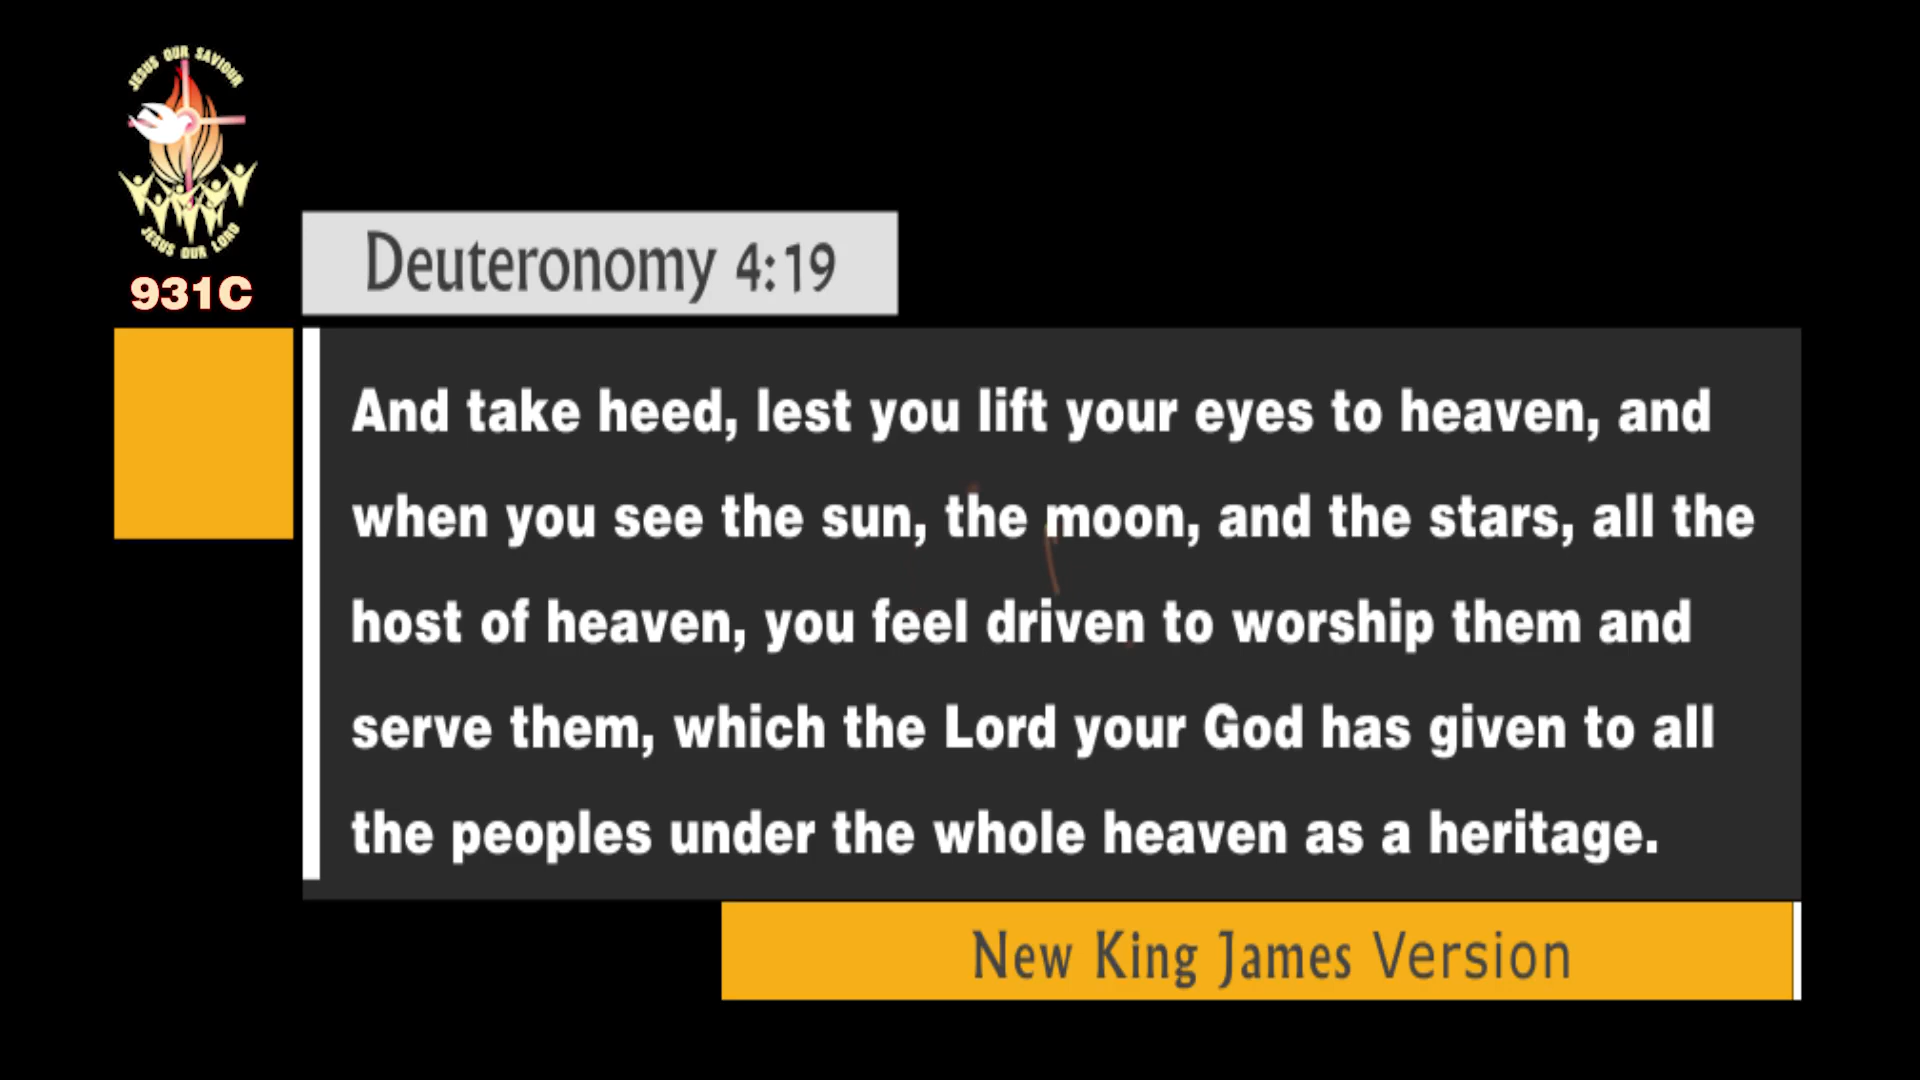 JESUS OUR SAVIOUR
JESUS OUR LORD
931C
Deuteronomy 4:19
And take heed, lest you lift your eyes to heaven, and
when you see the sun, the moon, and the stars, all the
host of heaven, you feel driven to worship them and
serve them, which the Lord your God has given to all
the peoples under the whole heaven as a heritage.
New King James Version